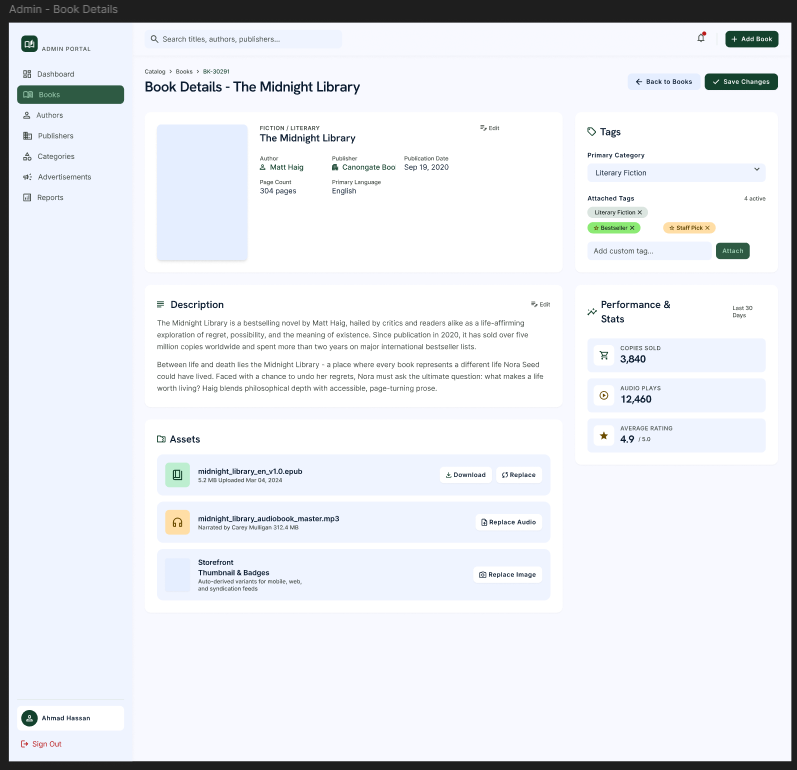 Admin - Book Details
ADMIN PORTAL
Search titles, authors, publishers...
Add Book
Dashboard
Books
Authors
Publishers
Categories
Advertisements
Reports
Catalog > Books > BK-30291
Book Details - The Midnight Library
Back to Books
Save Changes
FICTION / LITERARY
Edit
The Midnight Library
Author
Publisher
Publication Date
Matt Haig
Canongate Boo
Sep 19, 2020
Page Count
Primary Language
304 pages
English
Tags
Primary Category
Literary Fiction
Attached Tags
4 active
Literary Fiction ✕
☆ Bestseller ✕
☆ Staff Pick ✕
Add custom tag...
Attach
Description
Edit
The Midnight Library is a bestselling novel by Matt Haig, hailed by critics and readers alike as a life-affirming
exploration of regret, possibility, and the meaning of existence. Since publication in 2020, it has sold over five
million copies worldwide and spent more than two years on major international bestseller lists.
Between life and death lies the Midnight Library - a place where every book represents a different life Nora Seed
could have lived. Faced with a chance to undo her regrets, Nora must ask the ultimate question: what makes a life
worth living? Haig blends philosophical depth with accessible, page-turning prose.
Performance &
Stats
Last 30
Days
COPIES SOLD
3,840
AUDIO PLAYS
12,460
AVERAGE RATING
4.9 / 5.0
Assets
midnight_library_en_v1.0.epub
5.2 MB Uploaded Mar 04, 2024
Download
Replace
midnight_library_audiobook_master.mp3
Narrated by Carey Mulligan 312.4 MB
Replace Audio
Storefront
Thumbnail & Badges
Auto-derived variants for mobile, web,
and syndication feeds
Replace Image
Ahmad Hassan
Sign Out